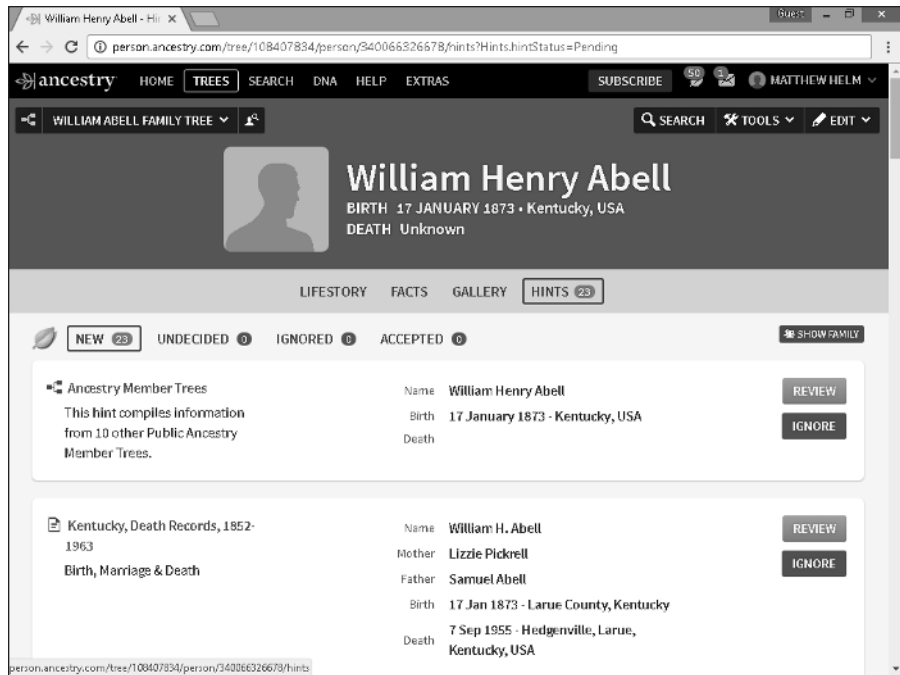 William Henry Abell - Hin
Guest
person.ancestry.com/tree/108407834/person/340066326678/hints?Hints.hintStatus=Pending
ancestry HOME TREES SEARCH DNA HELP EXTRAS SUBSCRIBE 50 1 MATTHEW HELM
WILLIAM ABELL FAMILY TREE SEARCH TOOLS EDIT
William Henry Abell
BIRTH 17 JANUARY 1873 • Kentucky, USA
DEATH Unknown
LIFESTORY FACTS GALLERY HINTS 23
NEW 23 UNDECIDED 0 IGNORED 0 ACCEPTED 0 SHOW FAMILY
Ancestry Member Trees
This hint compiles information
from 10 other Public Ancestry
Member Trees.
Name William Henry Abell
Birth 17 January 1873 - Kentucky, USA
Death
REVIEW
IGNORE
Kentucky, Death Records, 1852-
1963
Birth, Marriage & Death
Name William H. Abell
Mother Lizzie Pickrell
Father Samuel Abell
Birth 17 Jan 1873 - Larue County, Kentucky
Death 7 Sep 1955 - Hedgenville, Larue,
Kentucky, USA
REVIEW
IGNORE
person.ancestry.com/tree/108407834/person/340066326678/hints